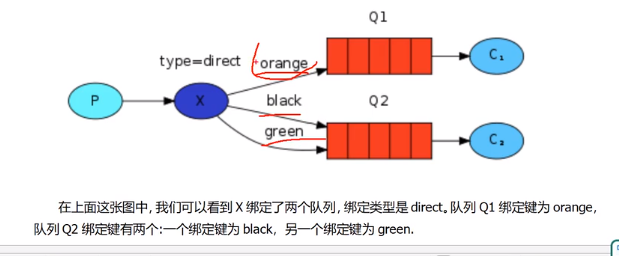 Q1
type=direct
orange
C₁
P
X
black
Q2
green
C₂
在上面这张图中，我们可以看到 X 绑定了两个队列，绑定类型是 direct。队列 Q1 绑定键为 orange，
队列 Q2 绑定键有两个:一个绑定键为 black，另一个绑定键为 green.